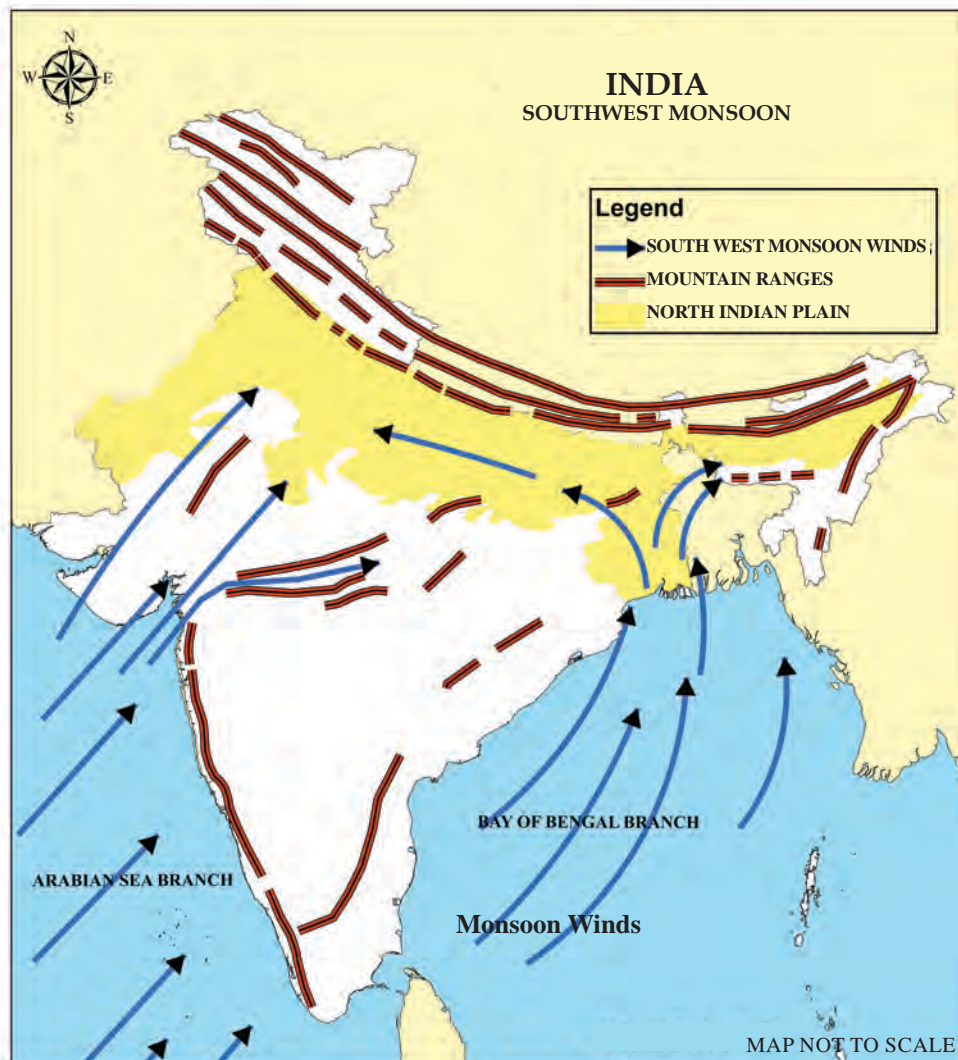 N
W E
S
INDIA
SOUTHWEST MONSOON
Legend
SOUTH WEST MONSOON WINDS
MOUNTAIN RANGES
NORTH INDIAN PLAIN
BAY OF BENGAL BRANCH
ARABIAN SEA BRANCH
Monsoon Winds
MAP NOT TO SCALE